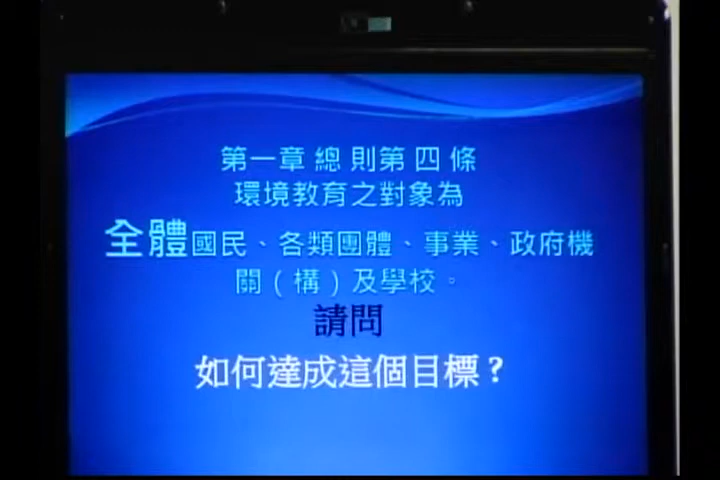 第一章 總 則第 四 條
環境教育之對象為
全體國民、各類團體、事業、政府機
關（構）及學校。
請問
如何達成這個目標？